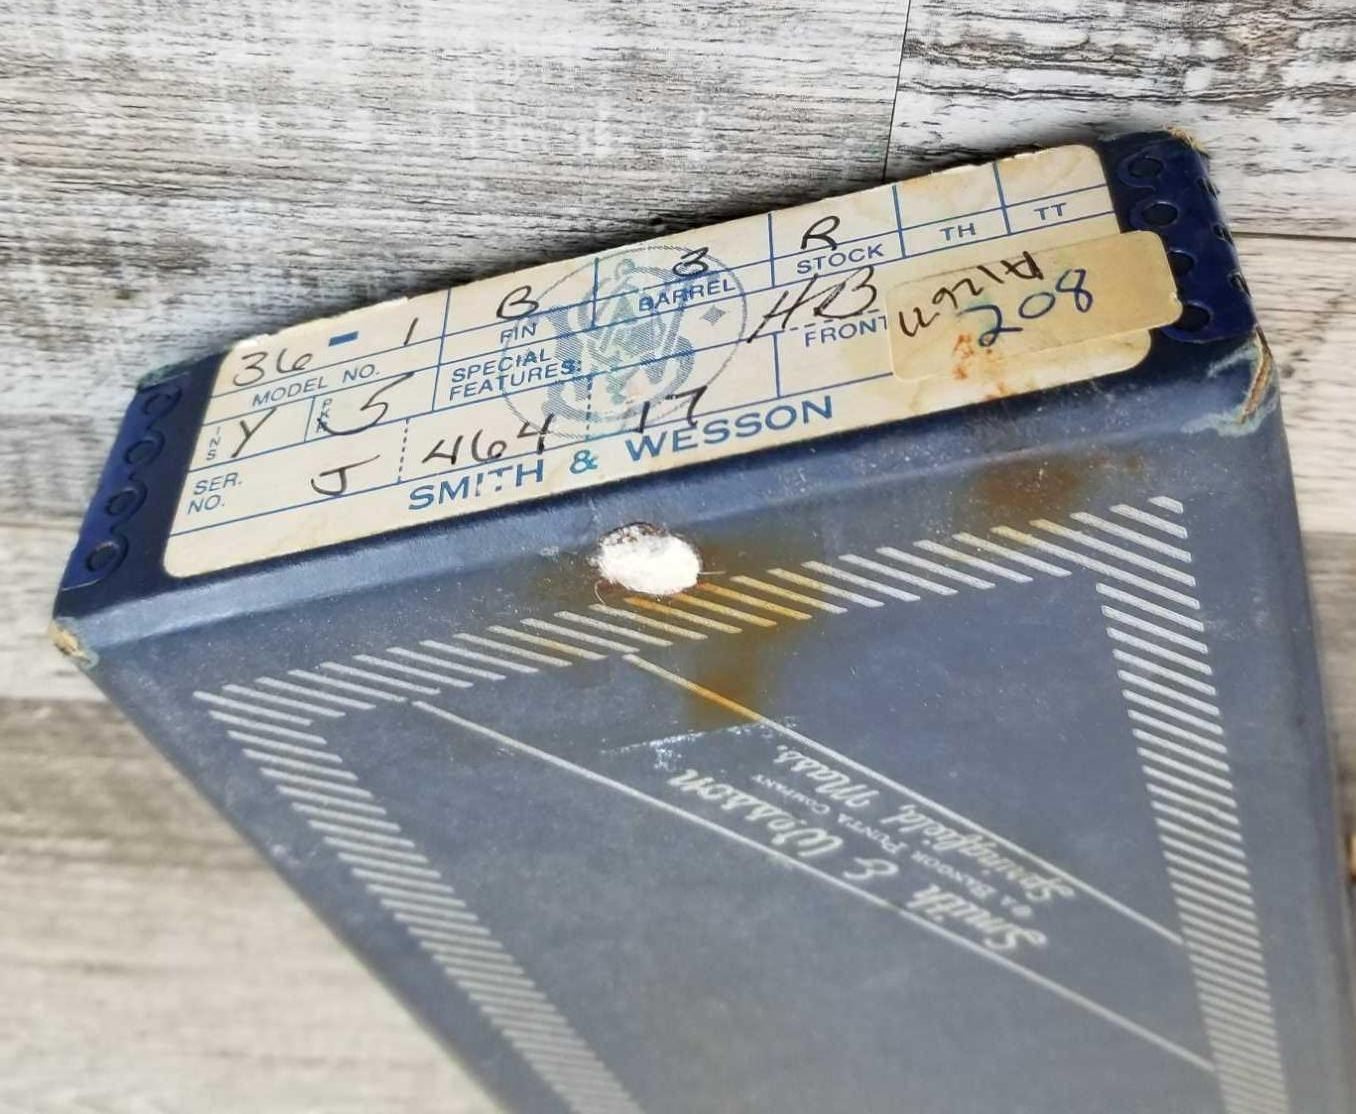 36 - 1 B 3 R
MODEL NO. FIN BARREL STOCK TH TT
INS Y PKR 5 SPECIAL FEATURES: HB FRONT
SER. NO. J 464 17
SMITH & WESSON
208
Smith & Wesson
A BANGOR PUNTA COMPANY
Springfield, Mass.